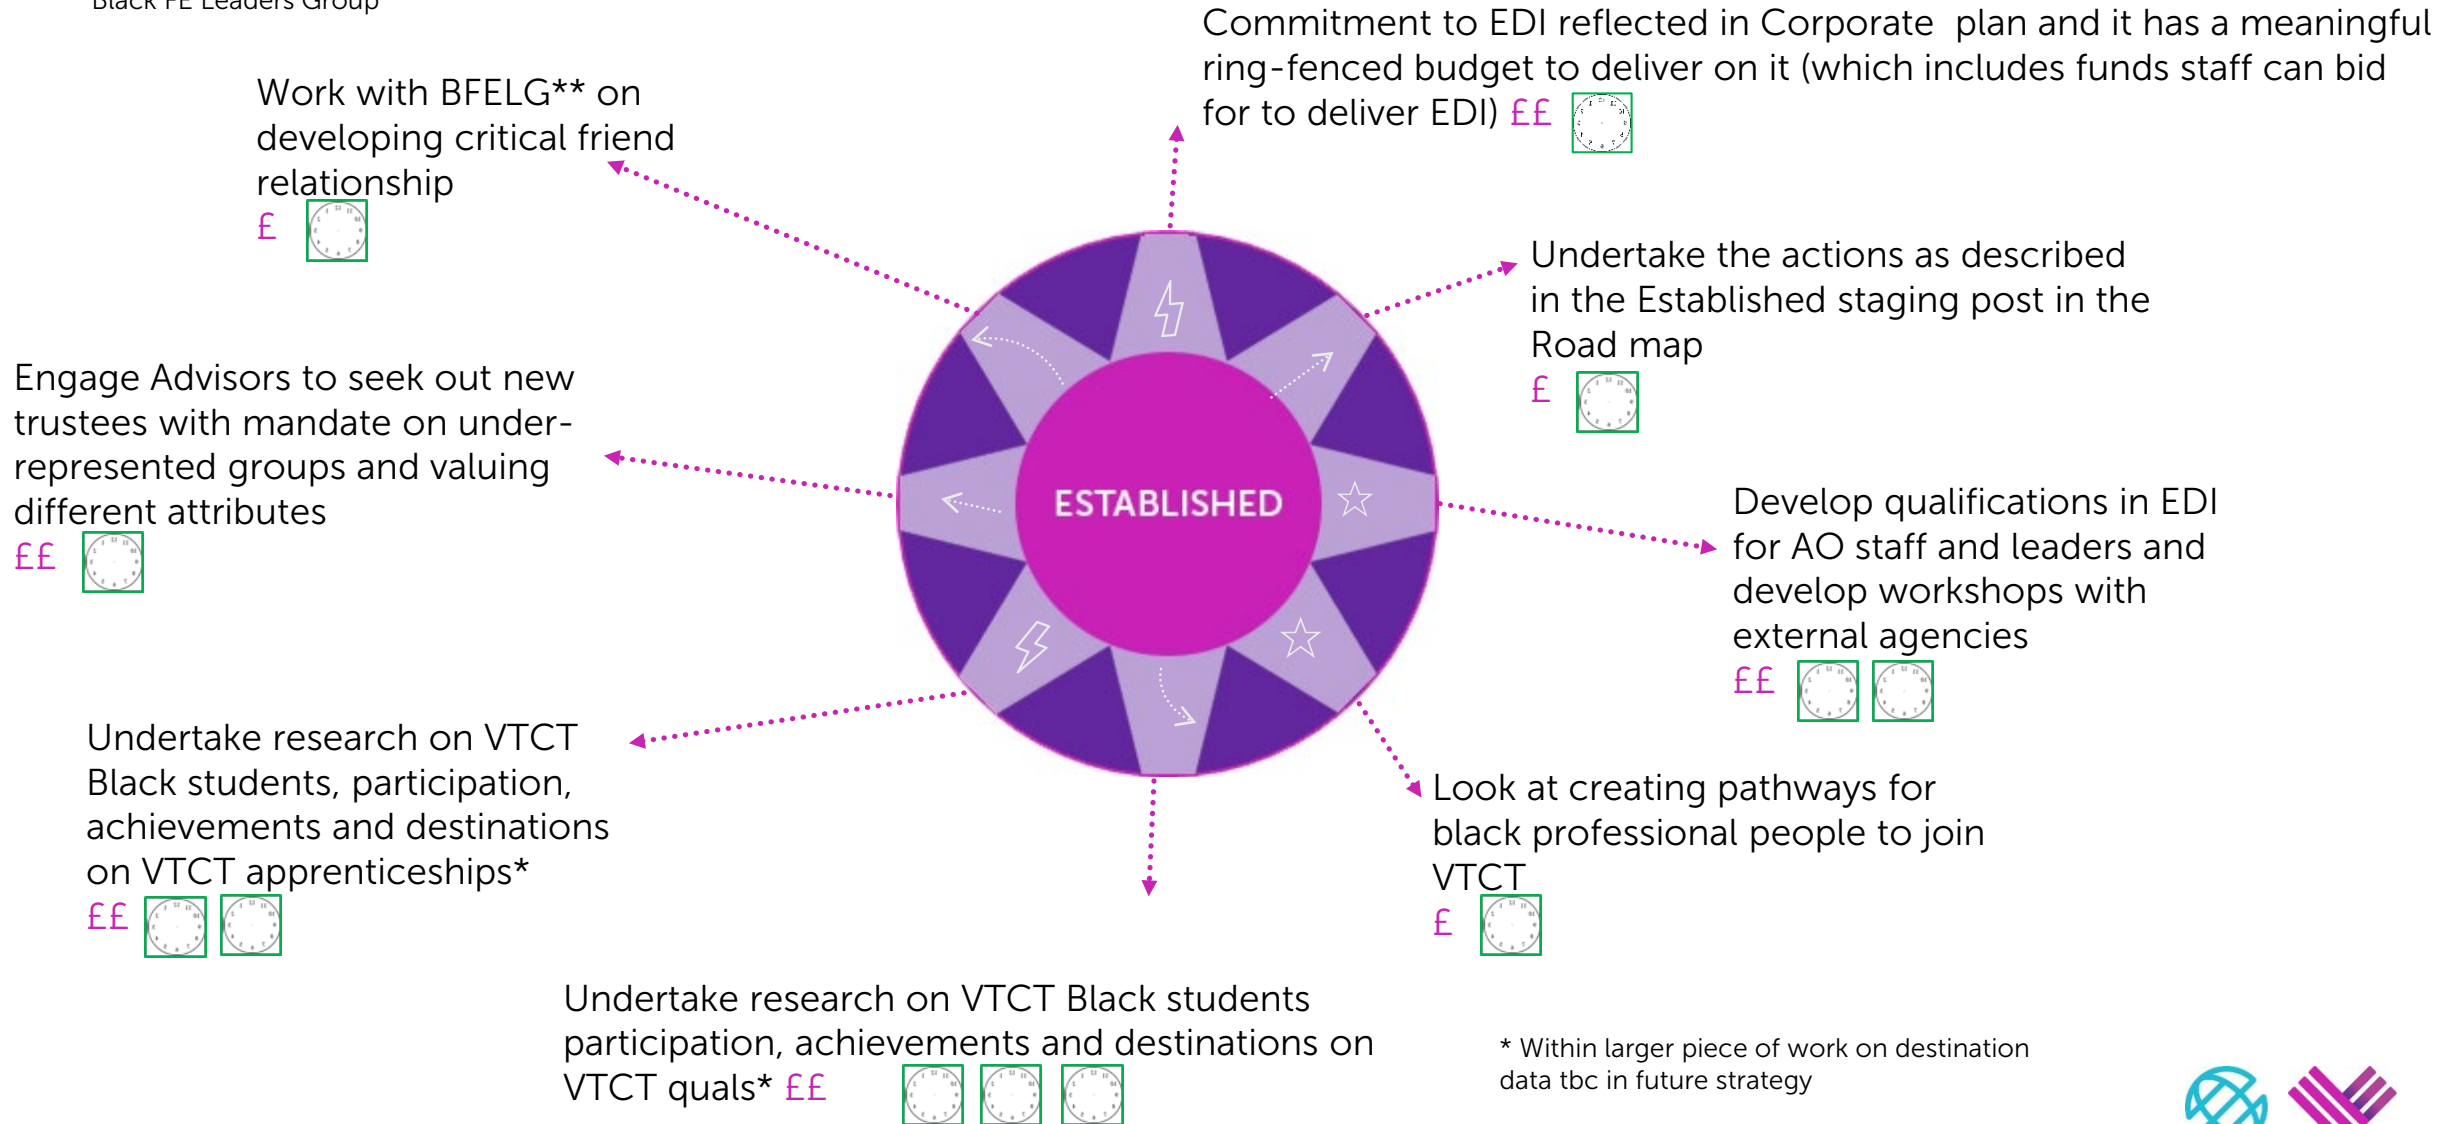 Black FE Leaders Group
Commitment to EDI reflected in Corporate plan and it has a meaningful
ring-fenced budget to deliver on it (which includes funds staff can bid
for to deliver EDI) ££
Work with BFELG** on
developing critical friend
relationship
£
Undertake the actions as described
in the Established staging post in the
Road map
£
Engage Advisors to seek out new
trustees with mandate on under-
represented groups and valuing
different attributes
££
ESTABLISHED
Develop qualifications in EDI
for AO staff and leaders and
develop workshops with
external agencies
££
Undertake research on VTCT
Black students, participation,
achievements and destinations
on VTCT apprenticeships*
££
Look at creating pathways for
black professional people to join
VTCT
£
Undertake research on VTCT Black students
participation, achievements and destinations on
VTCT quals* ££
* Within larger piece of work on destination
data tbc in future strategy